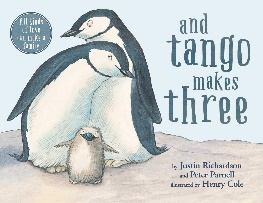 and
tango
makes
three
by Justin Richardson
and Peter Parnell
illustrated by Henry Cole